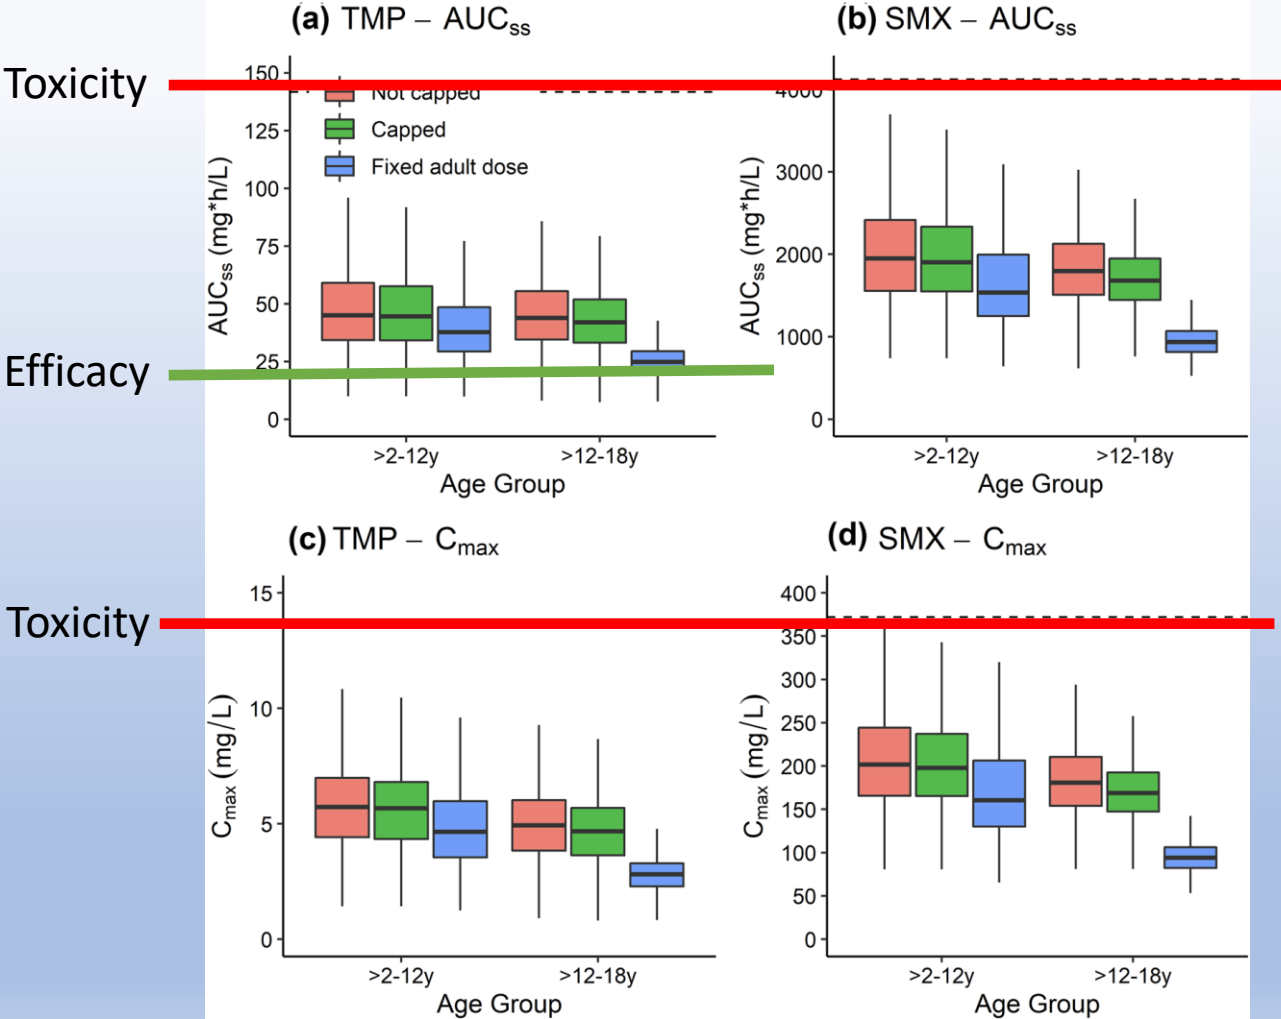 (a) TMP – AUCss
(b) SMX – AUCss
Toxicity
150
125
100
75
50
25
0
AUCss (mg*h/L)
Not capped
Capped
Fixed adult dose
4000
3000
2000
1000
0
AUCss (mg*h/L)
Efficacy
>2-12y
>12-18y
Age Group
>2-12y
>12-18y
Age Group
(c) TMP – Cmax
(d) SMX – Cmax
Toxicity
15
10
5
0
Cmax (mg/L)
400
350
300
250
200
150
100
50
0
Cmax (mg/L)
>2-12y
>12-18y
Age Group
>2-12y
>12-18y
Age Group